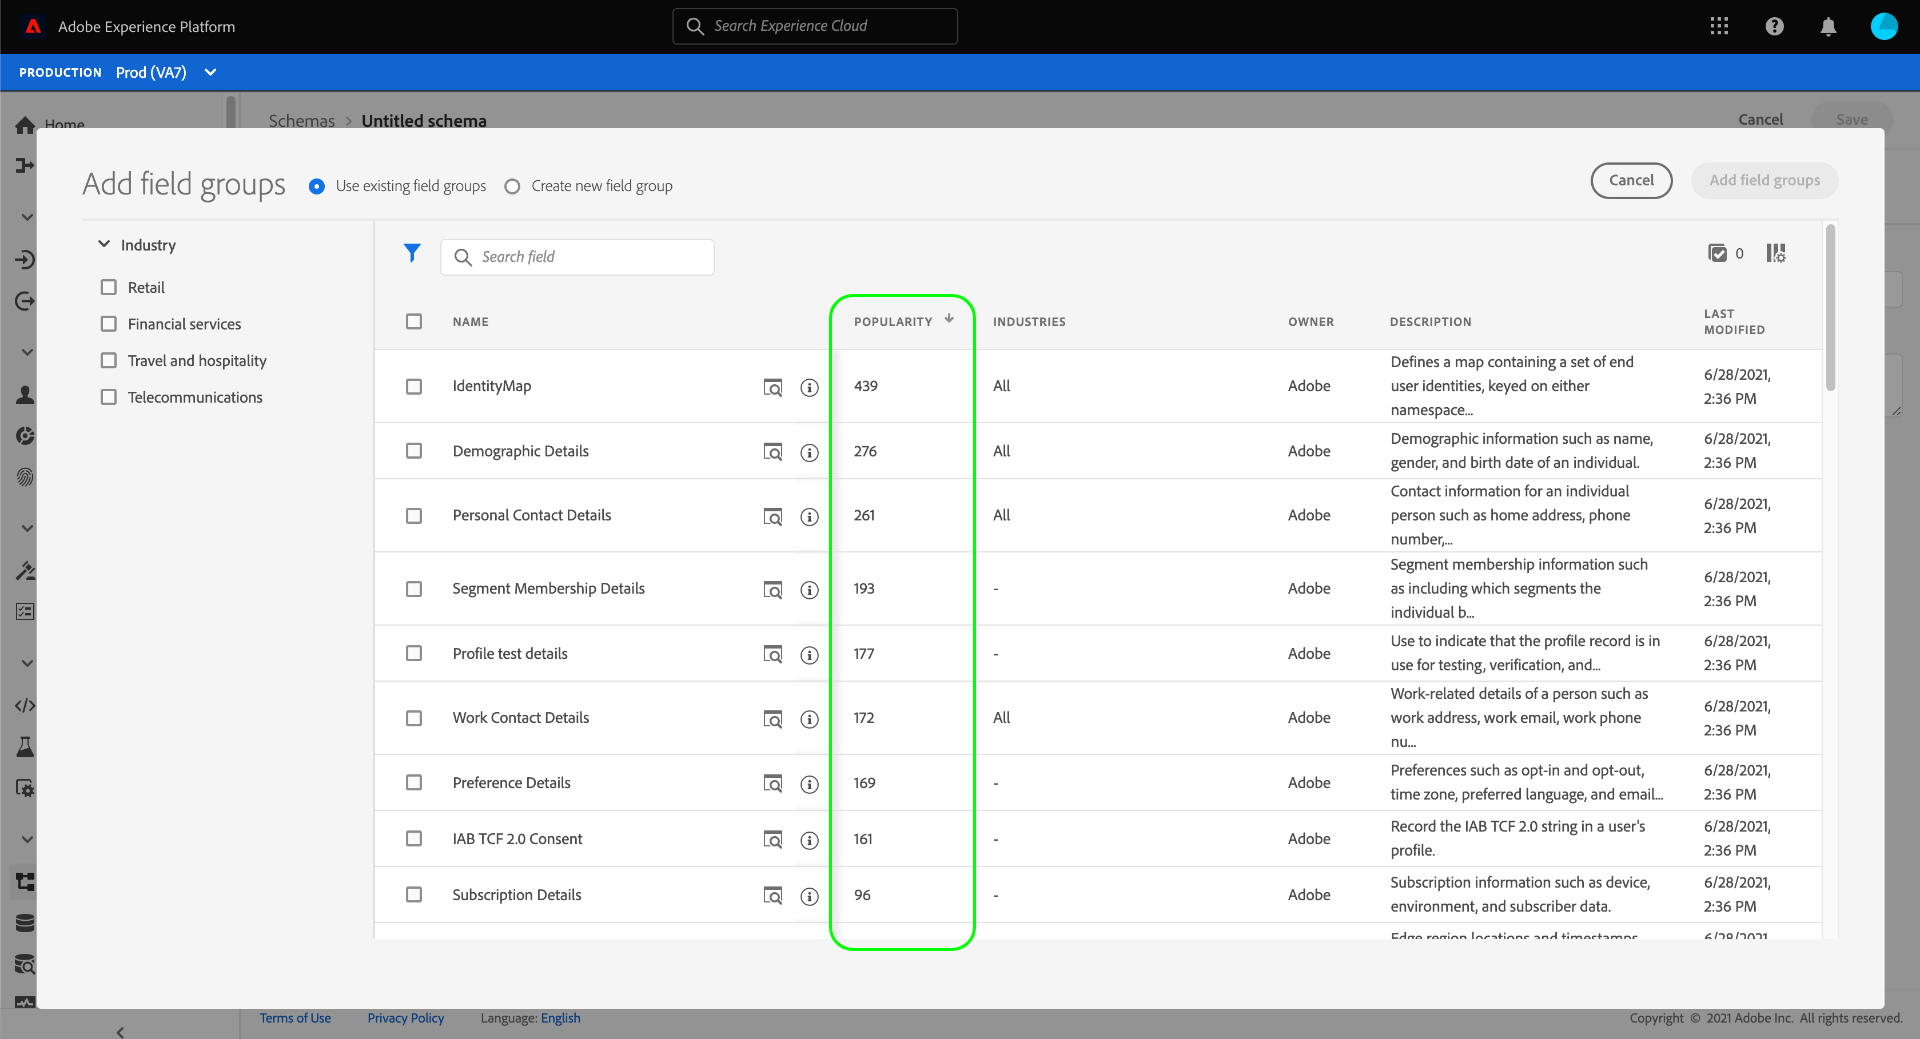 Adobe Experience Platform
Search Experience Cloud
PRODUCTION Prod (VA7)
Home
Schemas > Untitled schema
Cancel
Save
Add field groups
Use existing field groups
Create new field group
Cancel
Add field groups
Industry
Retail
Financial services
Travel and hospitality
Telecommunications
Search field
0
NAME
POPULARITY ↓
INDUSTRIES
OWNER
DESCRIPTION
LAST
MODIFIED
IdentityMap
439
All
Adobe
Defines a map containing a set of end
user identities, keyed on either
namespace...
6/28/2021,
2:36 PM
Demographic Details
276
All
Adobe
Demographic information such as name,
gender, and birth date of an individual.
6/28/2021,
2:36 PM
Personal Contact Details
261
All
Adobe
Contact information for an individual
person such as home address, phone
number,...
6/28/2021,
2:36 PM
Segment Membership Details
193
-
Adobe
Segment membership information such
as including which segments the
individual b...
6/28/2021,
2:36 PM
Profile test details
177
-
Adobe
Use to indicate that the profile record is in
use for testing, verification, and...
6/28/2021,
2:36 PM
Work Contact Details
172
All
Adobe
Work-related details of a person such as
work address, work email, work phone
nu...
6/28/2021,
2:36 PM
Preference Details
169
-
Adobe
Preferences such as opt-in and opt-out,
time zone, preferred language, and email...
6/28/2021,
2:36 PM
IAB TCF 2.0 Consent
161
-
Adobe
Record the IAB TCF 2.0 string in a user's
profile.
6/28/2021,
2:36 PM
Subscription Details
96
-
Adobe
Subscription information such as device,
environment, and subscriber data.
6/28/2021,
2:36 PM
Edge region locations and timestamps
6/28/2021,
Terms of Use
Privacy Policy
Language: English
Copyright © 2021 Adobe Inc. All rights reserved.